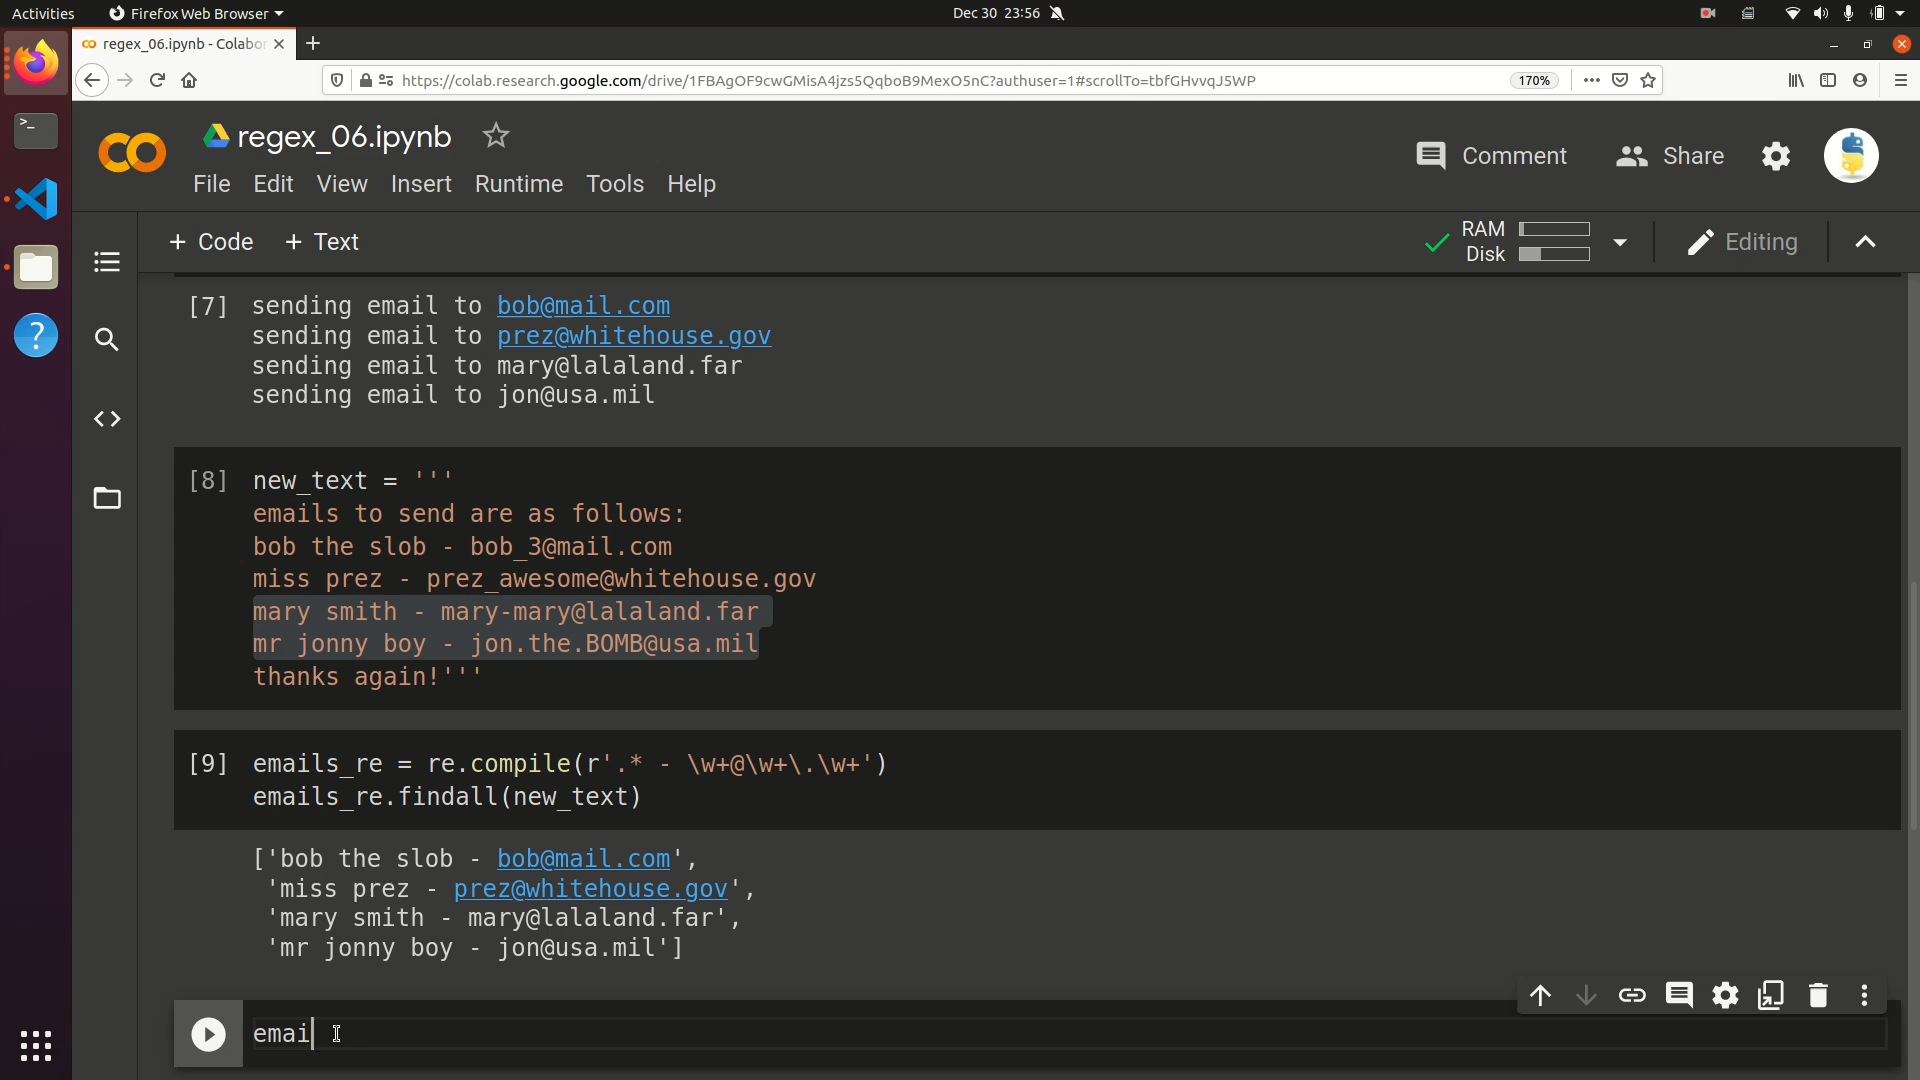 Activities
Firefox Web Browser
Dec 30 23:56
regex_06.ipynb - Colabor
https://colab.research.google.com/drive/1FBAgOF9cwGMisA4jzs5QqboB9MexO5nC?authuser=1#scrollTo=tbfGHvvqJ5WP
170%
regex_06.ipynb
Comment
Share
File Edit View Insert Runtime Tools Help
+ Code + Text
RAM
Disk
Editing
[7] sending email to bob@mail.com
sending email to prez@whitehouse.gov
sending email to mary@lalaland.far
sending email to jon@usa.mil
[8] new_text = '''
emails to send are as follows:
bob the slob - bob_3@mail.com
miss prez - prez_awesome@whitehouse.gov
mary smith - mary-mary@lalaland.far
mr jonny boy - jon.the.BOMB@usa.mil
thanks again!'''
[9] emails_re = re.compile(r'.* - \w+@\w+\.\w+')
emails_re.findall(new_text)
['bob the slob - bob@mail.com',
'miss prez - prez@whitehouse.gov',
'mary smith - mary@lalaland.far',
'mr jonny boy - jon@usa.mil']
emai